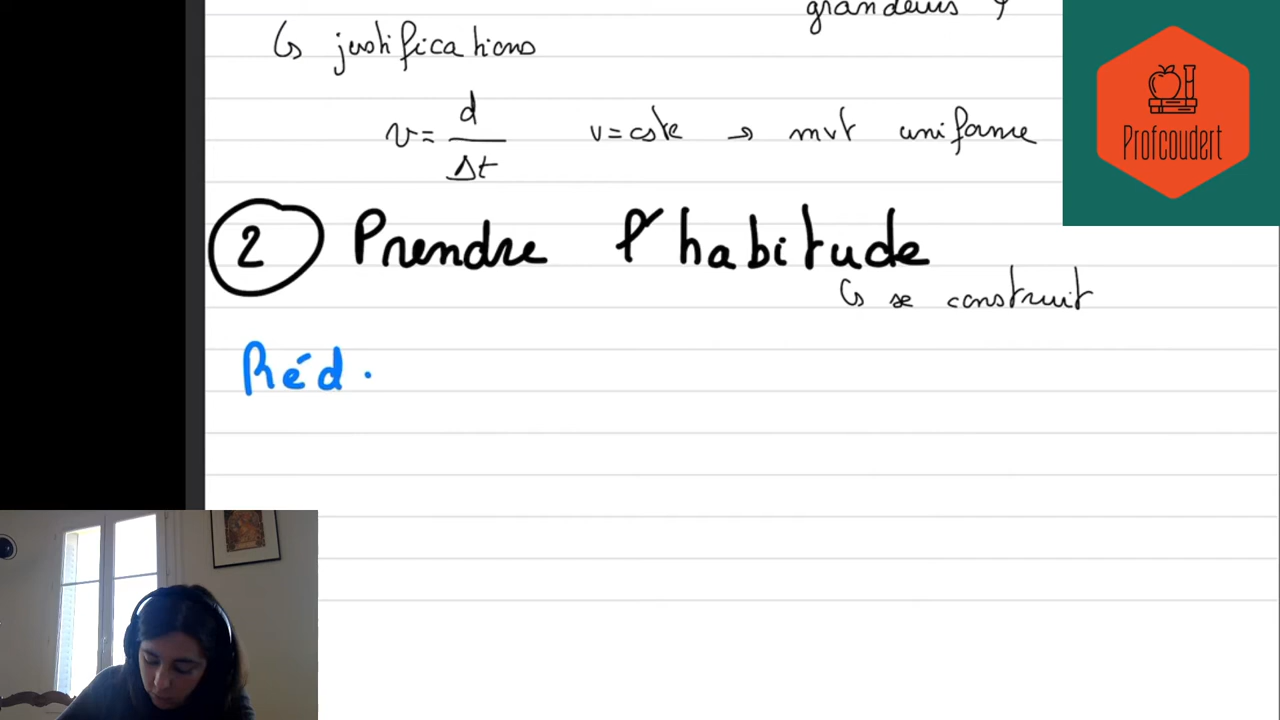 grandeurs
↳ justifications
Profcoudert
v = d / Δt v = cste → mvt uniforme
2 Prendre l'habitude
↳ se construit
Réd.